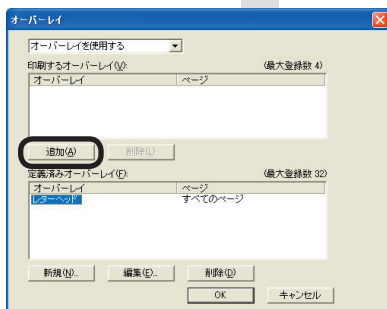 オーバーレイ
オーバーレイを使用する
印刷するオーバーレイ(V): (最大登録数 4)
オーバーレイ ページ
追加(A) 削除(L)
定義済みオーバーレイ(F): (最大登録数 32)
オーバーレイ ページ
レターヘッド すべてのページ
新規(N)... 編集(E)... 削除(D)
OK キャンセル